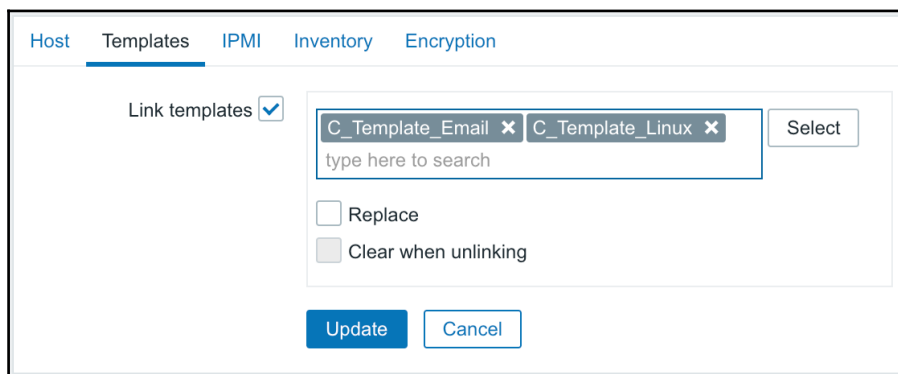 Host Templates IPMI Inventory Encryption
Link templates C_Template_Email C_Template_Linux Select
type here to search
Replace
Clear when unlinking
Update Cancel